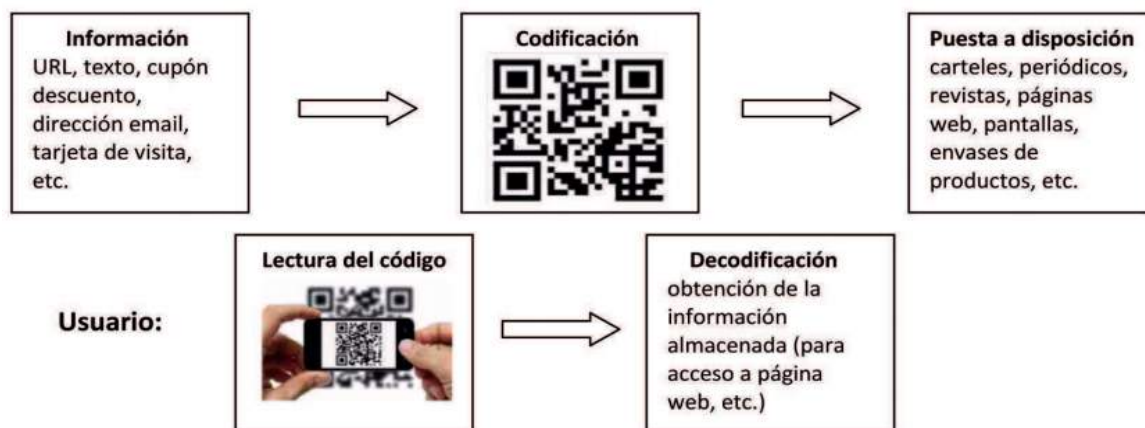 Información
URL, texto, cupón
descuento,
dirección email,
tarjeta de visita,
etc.
Codificación
Puesta a disposición
carteles, periódicos,
revistas, páginas
web, pantallas,
envases de
productos, etc.
Usuario:
Lectura del código
Decodificación
obtención de la
información
almacenada (para
acceso a página
web, etc.)